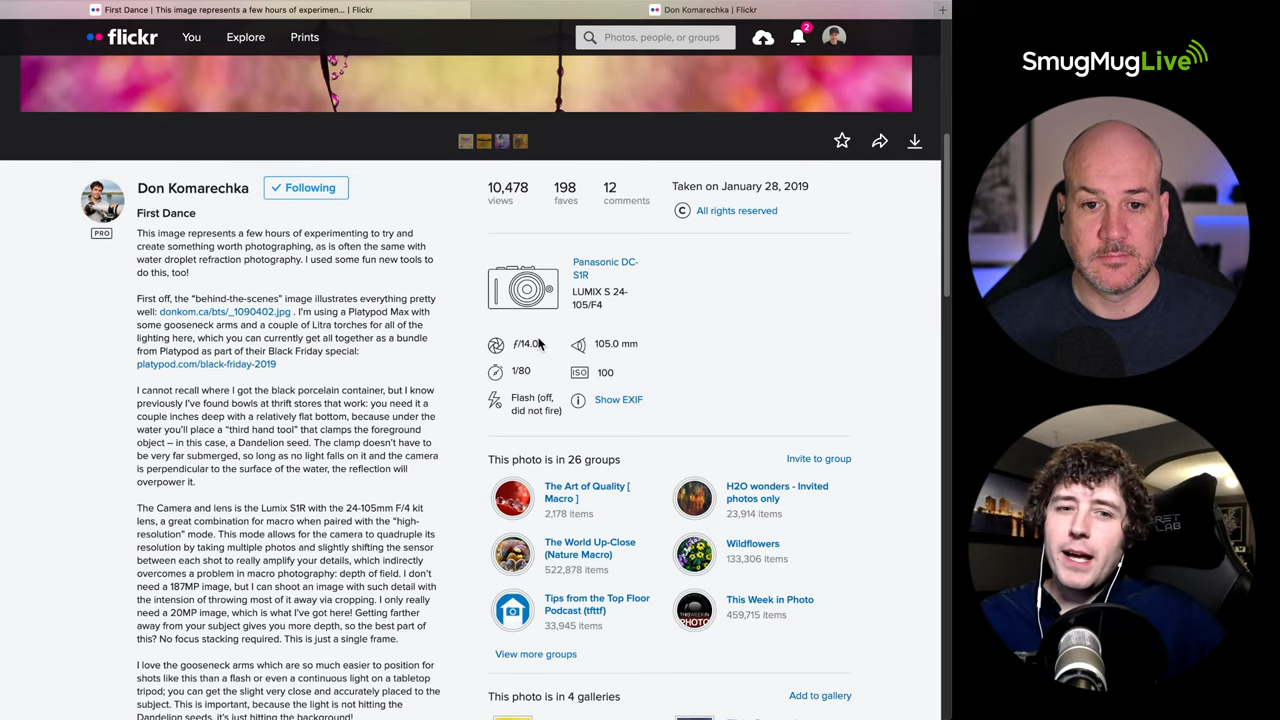 First Dance | This image represents a few hours of experimen... | Flickr
Don Komarechka | Flickr
flickr
You
Explore
Prints
Photos, people, or groups
2
SmugMugLive
Don Komarechka
Following
PRO
First Dance
This image represents a few hours of experimenting to try and
create something worth photographing, as is often the same with
water droplet refraction photography. I used some fun new tools to
do this, too!
First off, the “behind-the-scenes” image illustrates everything pretty
well: donkom.ca/bts/_1090402.jpg . I’m using a Platypod Max with
some gooseneck arms and a couple of Litra torches for all of the
lighting here, which you can currently get all together as a bundle
from Platypod as part of their Black Friday special:
platypod.com/black-friday-2019
I cannot recall where I got the black porcelain container, but I know
previously I’ve found bowls at thrift stores that work: you need it a
couple inches deep with a relatively flat bottom, because under the
water you’ll place a “third hand tool” that clamps the foreground
object – in this case, a Dandelion seed. The clamp doesn’t have to
be very far submerged, so long as no light falls on it and the camera
is perpendicular to the surface of the water, the reflection will
overpower it.
The Camera and lens is the Lumix S1R with the 24-105mm F/4 kit
lens, a great combination for macro when paired with the “high-
resolution” mode. This mode allows for the camera to quadruple its
resolution by taking multiple photos and slightly shifting the sensor
between each shot to really amplify your details, which indirectly
overcomes a problem in macro photography: depth of field. I don’t
need a 187MP image, but I can shoot an image with such detail with
the intension of throwing most of it away via cropping. I only really
need a 20MP image, which is what I’ve got here! Getting farther
away from your subject gives you more depth, so the best part of
this? No focus stacking required. This is just a single frame.
I love the gooseneck arms which are so much easier to position for
shots like this than a flash or even a continuous light on a tabletop
tripod; you can get the slight very close and accurately placed to the
subject. This is important, because the light is not hitting the
Dandelion seeds, it’s just hitting the background!
10,478
views
198
faves
12
comments
Taken on January 28, 2019
All rights reserved
Panasonic DC-
S1R
LUMIX S 24-
105/F4
ƒ/14.0
105.0 mm
1/80
ISO
100
Flash (off,
did not fire)
Show EXIF
This photo is in 26 groups
Invite to group
The Art of Quality [
Macro ]
2,178 items
H2O wonders - Invited
photos only
23,914 items
The World Up-Close
(Nature Macro)
522,878 items
Wildflowers
133,306 items
Tips from the Top Floor
Podcast (tfttf)
33,945 items
THISWEEKIN
PHOTO
This Week in Photo
459,715 items
View more groups
This photo is in 4 galleries
Add to gallery